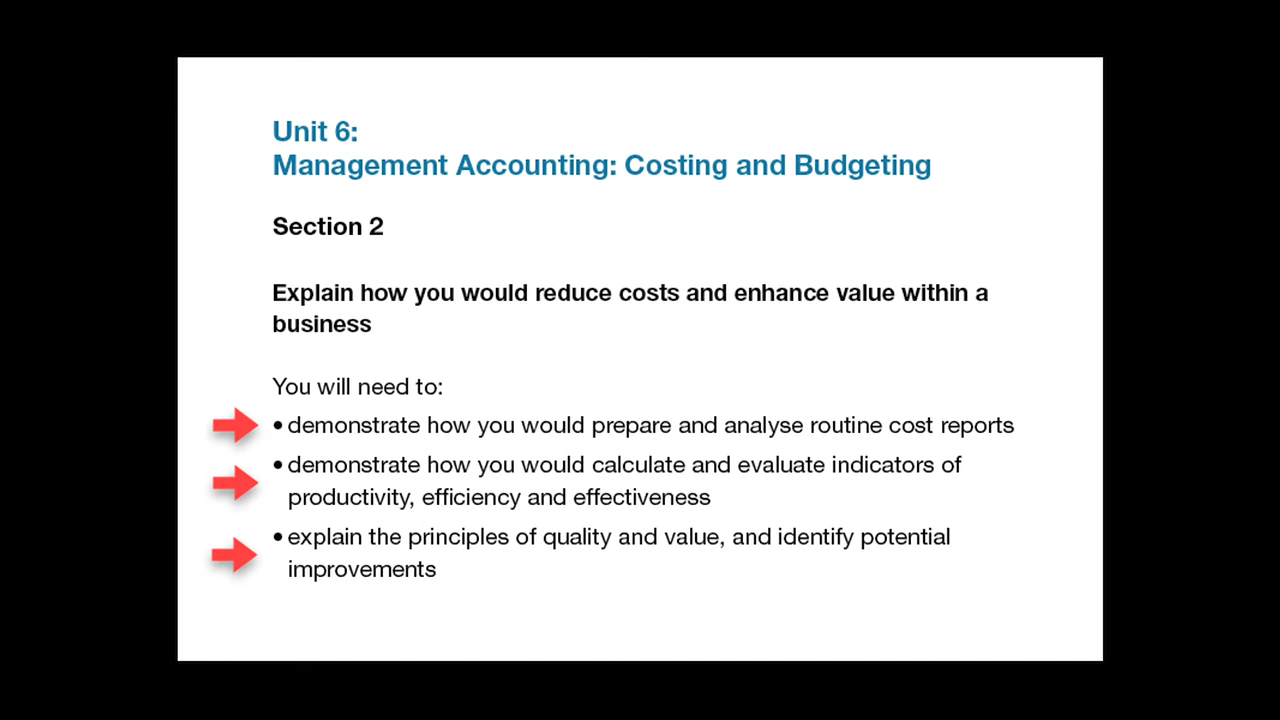 Unit 6:
Management Accounting: Costing and Budgeting
Section 2
Explain how you would reduce costs and enhance value within a
business
You will need to:
• demonstrate how you would prepare and analyse routine cost reports
• demonstrate how you would calculate and evaluate indicators of
productivity, efficiency and effectiveness
• explain the principles of quality and value, and identify potential
improvements